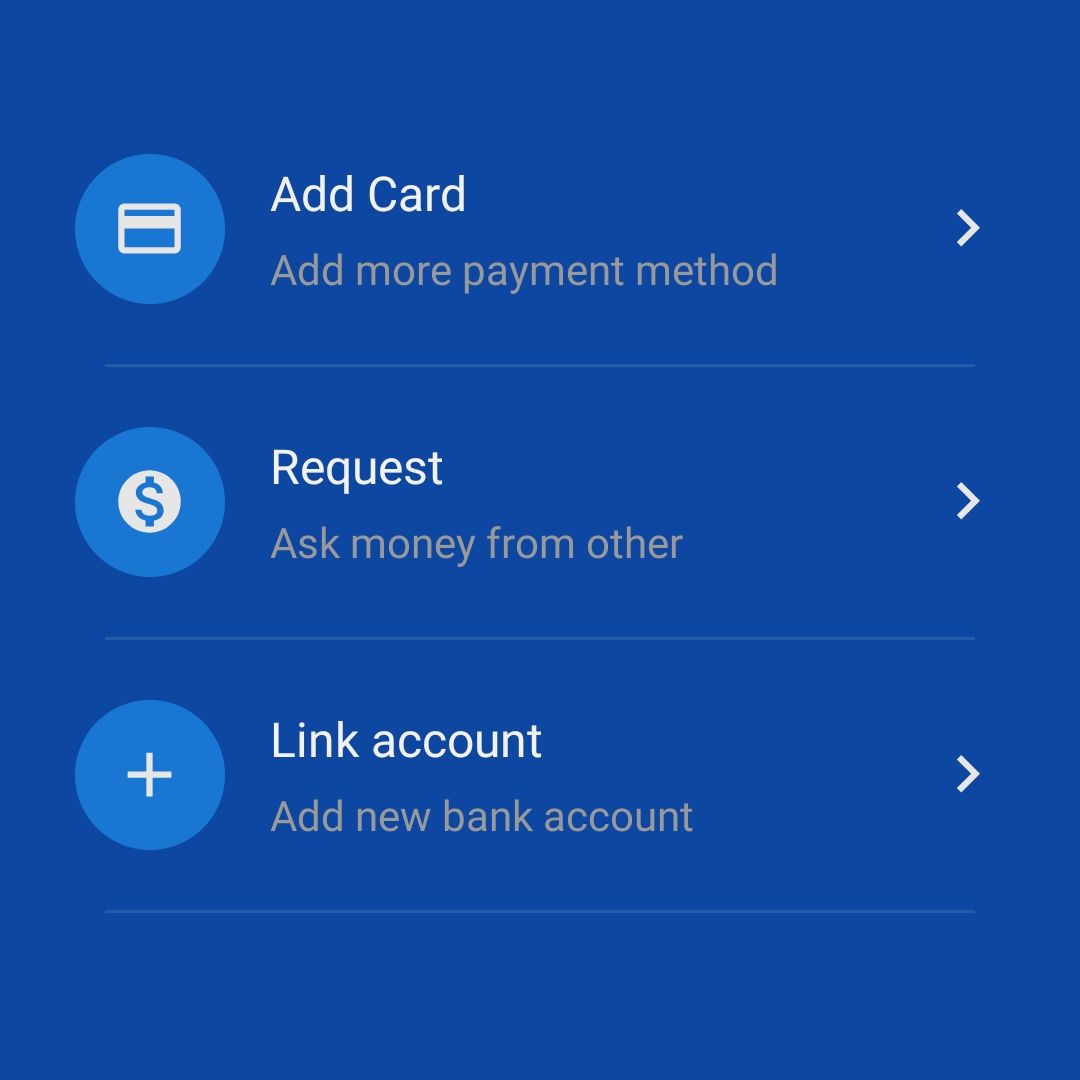 Add Card
Add more payment method
Request
Ask money from other
Link account
Add new bank account